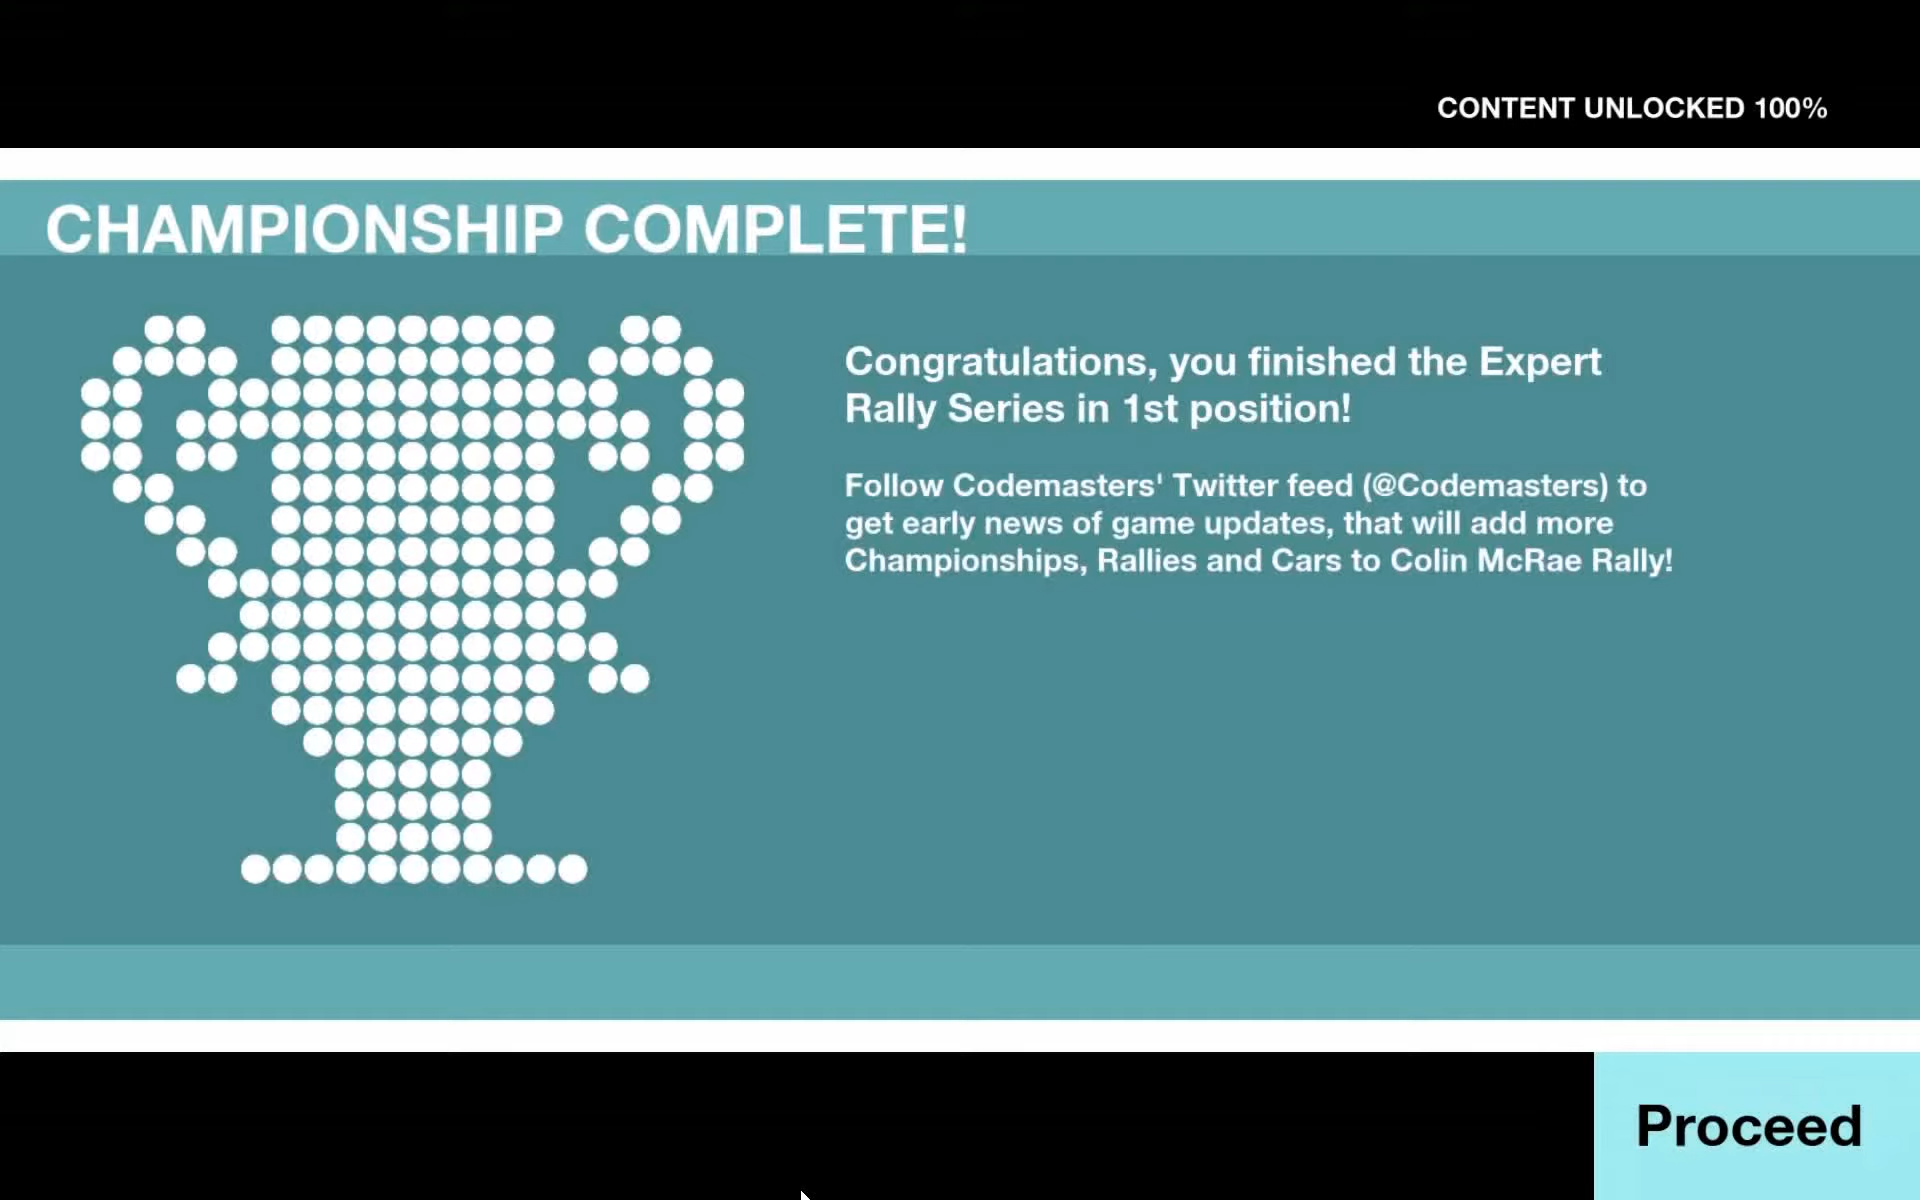 CONTENT UNLOCKED 100%
CHAMPIONSHIP COMPLETE!
Congratulations, you finished the Expert
Rally Series in 1st position!
Follow Codemasters' Twitter feed (@Codemasters) to
get early news of game updates, that will add more
Championships, Rallies and Cars to Colin McRae Rally!
Proceed